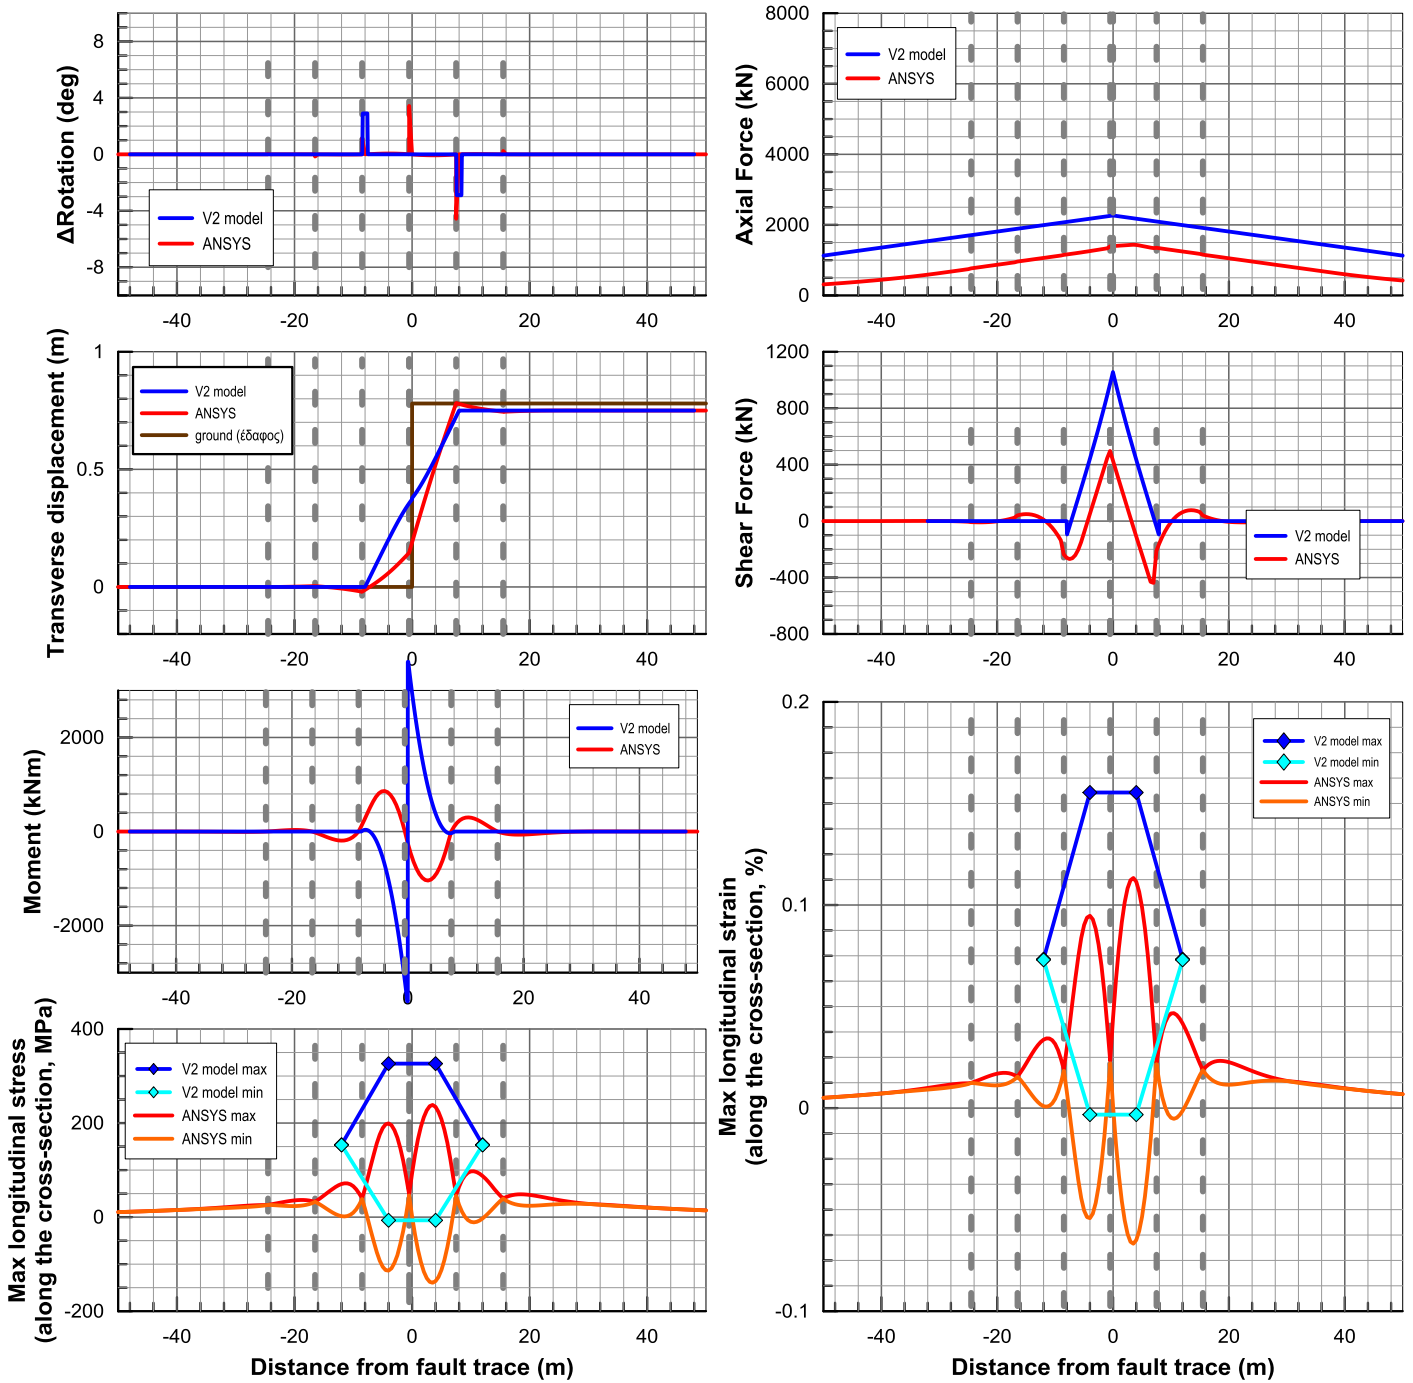 8
4
0
-4
-8
ΔRotation (deg)
V2 model
ANSYS
-40
-20
0
20
40
8000
6000
4000
2000
0
Axial Force (kN)
V2 model
ANSYS
-40
-20
0
20
40
1
0.5
0
Transverse displacement (m)
V2 model
ANSYS
ground (έδαφος)
-40
-20
0
20
40
1200
800
400
0
-400
-800
Shear Force (kN)
V2 model
ANSYS
-40
-20
0
20
40
2000
0
-2000
Moment (kNm)
V2 model
ANSYS
-40
-20
0
20
40
400
200
0
-200
Max longitudinal stress
(along the cross-section, MPa)
V2 model max
V2 model min
ANSYS max
ANSYS min
-40
-20
0
20
40
Distance from fault trace (m)
0.2
0.1
0
-0.1
Max longitudinal strain
(along the cross-section, %)
V2 model max
V2 model min
ANSYS max
ANSYS min
-40
-20
0
20
40
Distance from fault trace (m)